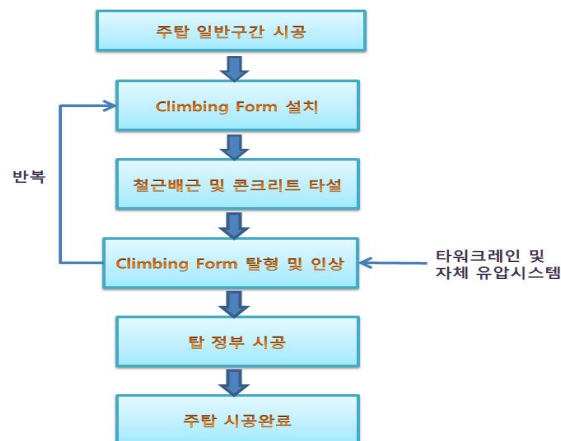 주탑 일반구간 시공
Climbing Form 설치
반복
철근배근 및 콘크리트 타설
Climbing Form 탈형 및 인상
타워크레인 및
자체 유압시스템
탑 정부 시공
주탑 시공완료